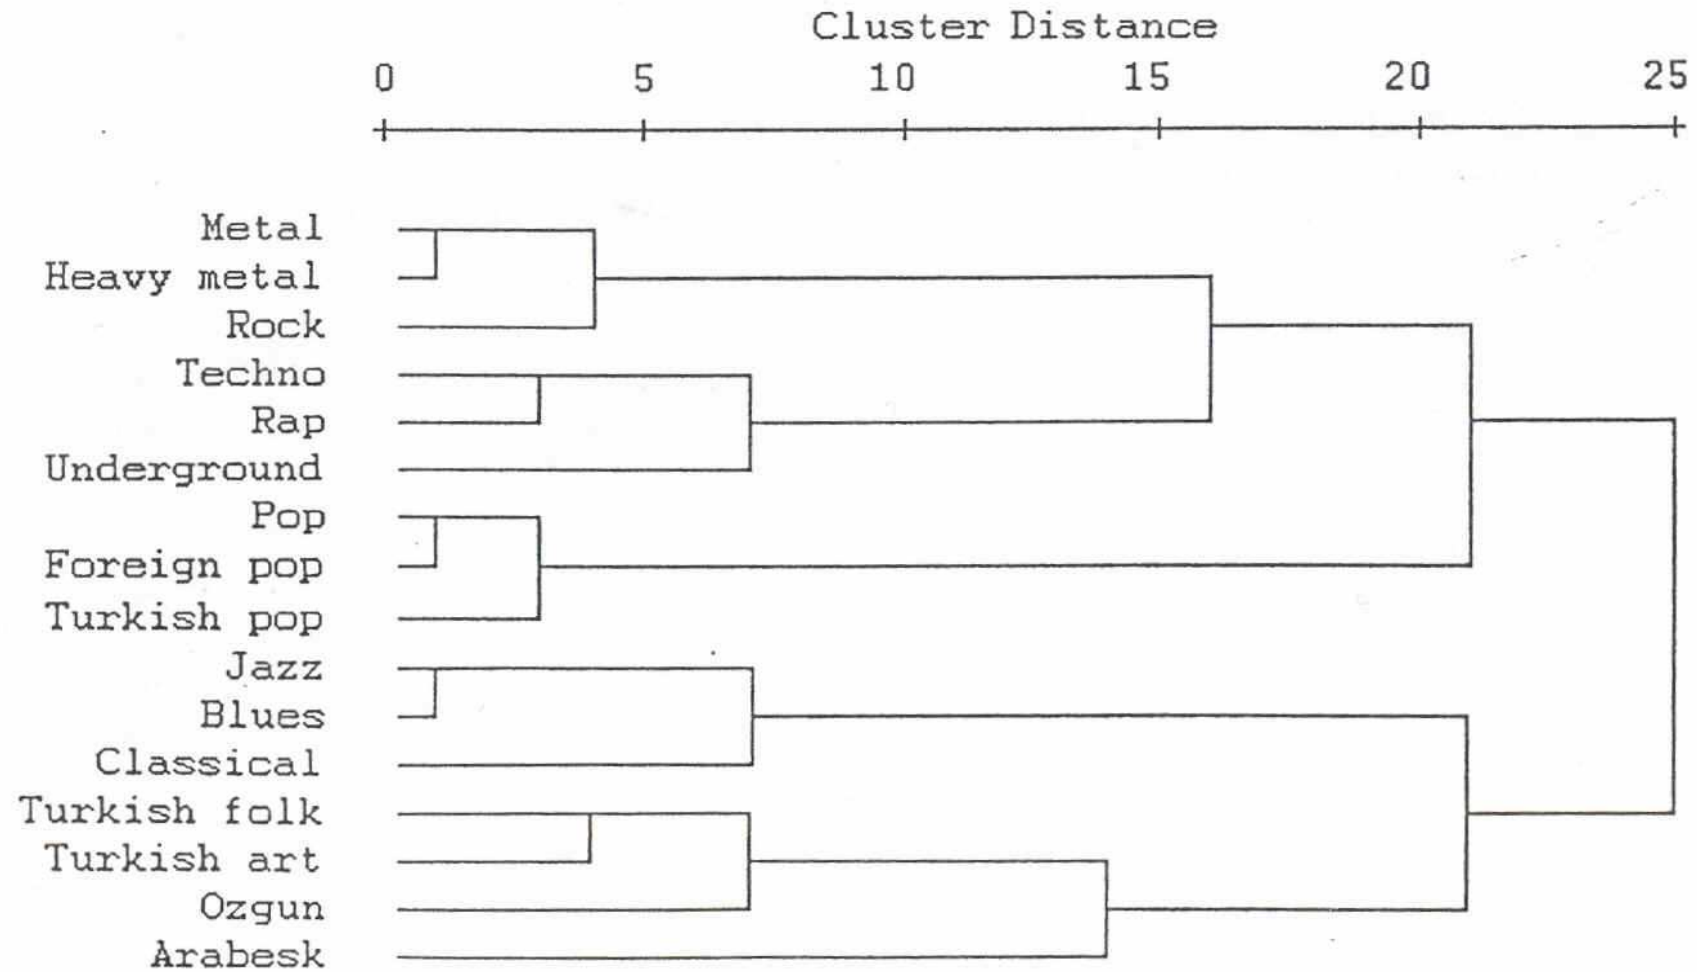 Cluster Distance
0 5 10 15 20 25
Metal
Heavy metal
Rock
Techno
Rap
Underground
Pop
Foreign pop
Turkish pop
Jazz
Blues
Classical
Turkish folk
Turkish art
Ozgun
Arabesk